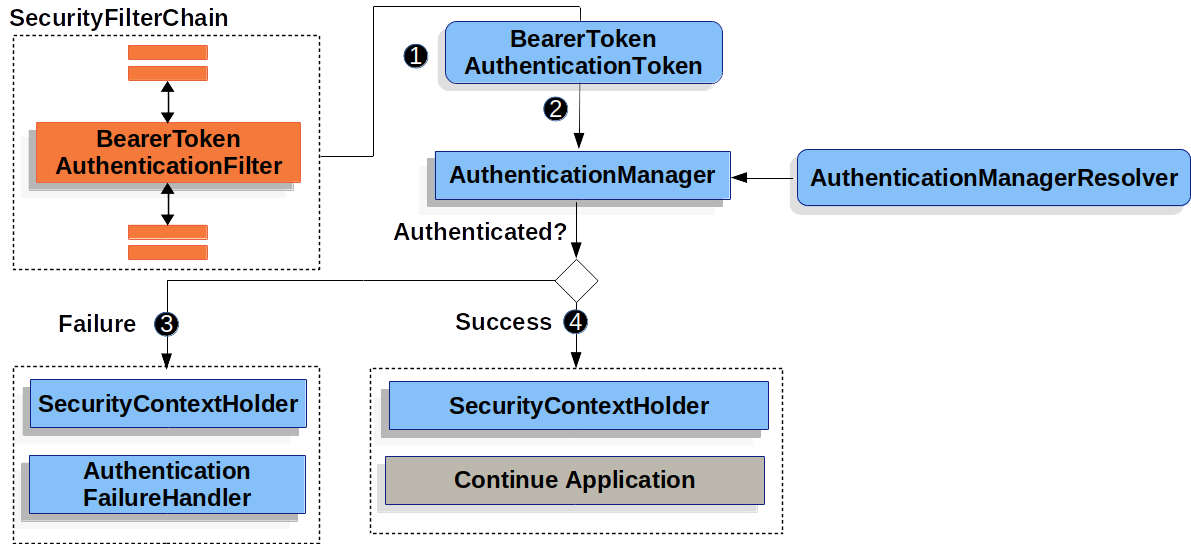 SecurityFilterChain
BearerToken
AuthenticationFilter
1
BearerToken
AuthenticationToken
2
AuthenticationManager
AuthenticationManagerResolver
Authenticated?
Failure
3
Success
4
SecurityContextHolder
Authentication
FailureHandler
SecurityContextHolder
Continue Application